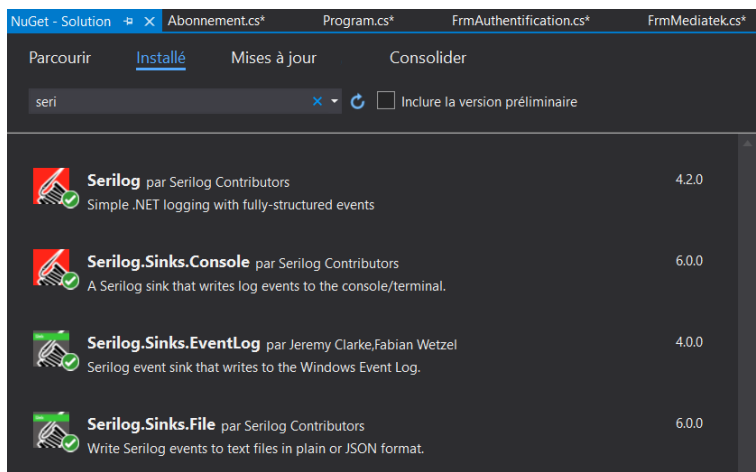 NuGet - Solution Abonnement.cs* Program.cs* FrmAuthentification.cs* FrmMediatek.cs*
Parcourir Installé Mises à jour Consolider
seri Inclure la version préliminaire
Serilog par Serilog Contributors 4.2.0
Simple .NET logging with fully-structured events
Serilog.Sinks.Console par Serilog Contributors 6.0.0
A Serilog sink that writes log events to the console/terminal.
Serilog.Sinks.EventLog par Jeremy Clarke,Fabian Wetzel 4.0.0
Serilog event sink that writes to the Windows Event Log.
Serilog.Sinks.File par Serilog Contributors 6.0.0
Write Serilog events to text files in plain or JSON format.